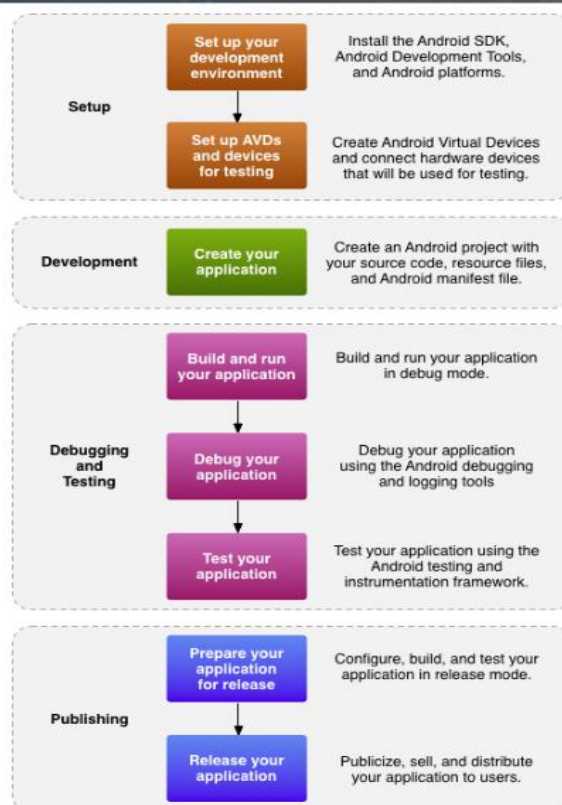 Setup
Set up your
development
environment
Install the Android SDK,
Android Development Tools,
and Android platforms.
Set up AVDs
and devices
for testing
Create Android Virtual Devices
and connect hardware devices
that will be used for testing.
Development
Create your
application
Create an Android project with
your source code, resource files,
and Android manifest file.
Debugging
and
Testing
Build and run
your application
Build and run your application
in debug mode.
Debug your
application
Debug your application
using the Android debugging
and logging tools
Test your
application
Test your application using the
Android testing and
instrumentation framework.
Publishing
Prepare your
application
for release
Configure, build, and test your
application in release mode.
Release your
application
Publicize, sell, and distribute
your application to users.